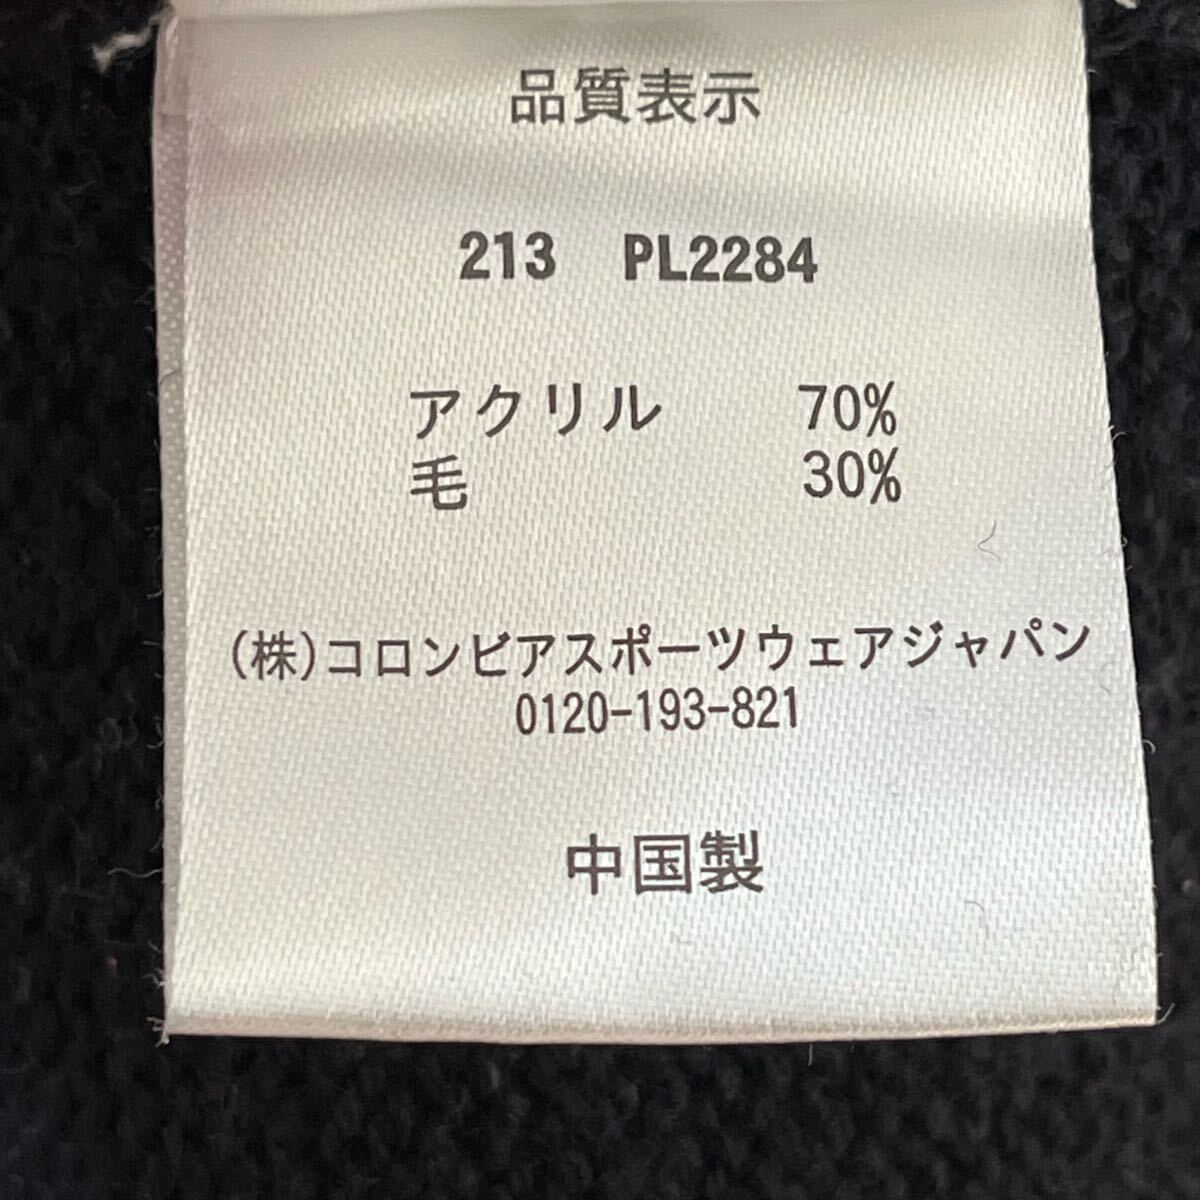 品質表示
213 PL2284
アクリル 70%
毛 30%
(株)コロンビアスポーツウェアジャパン
0120-193-821
中国製